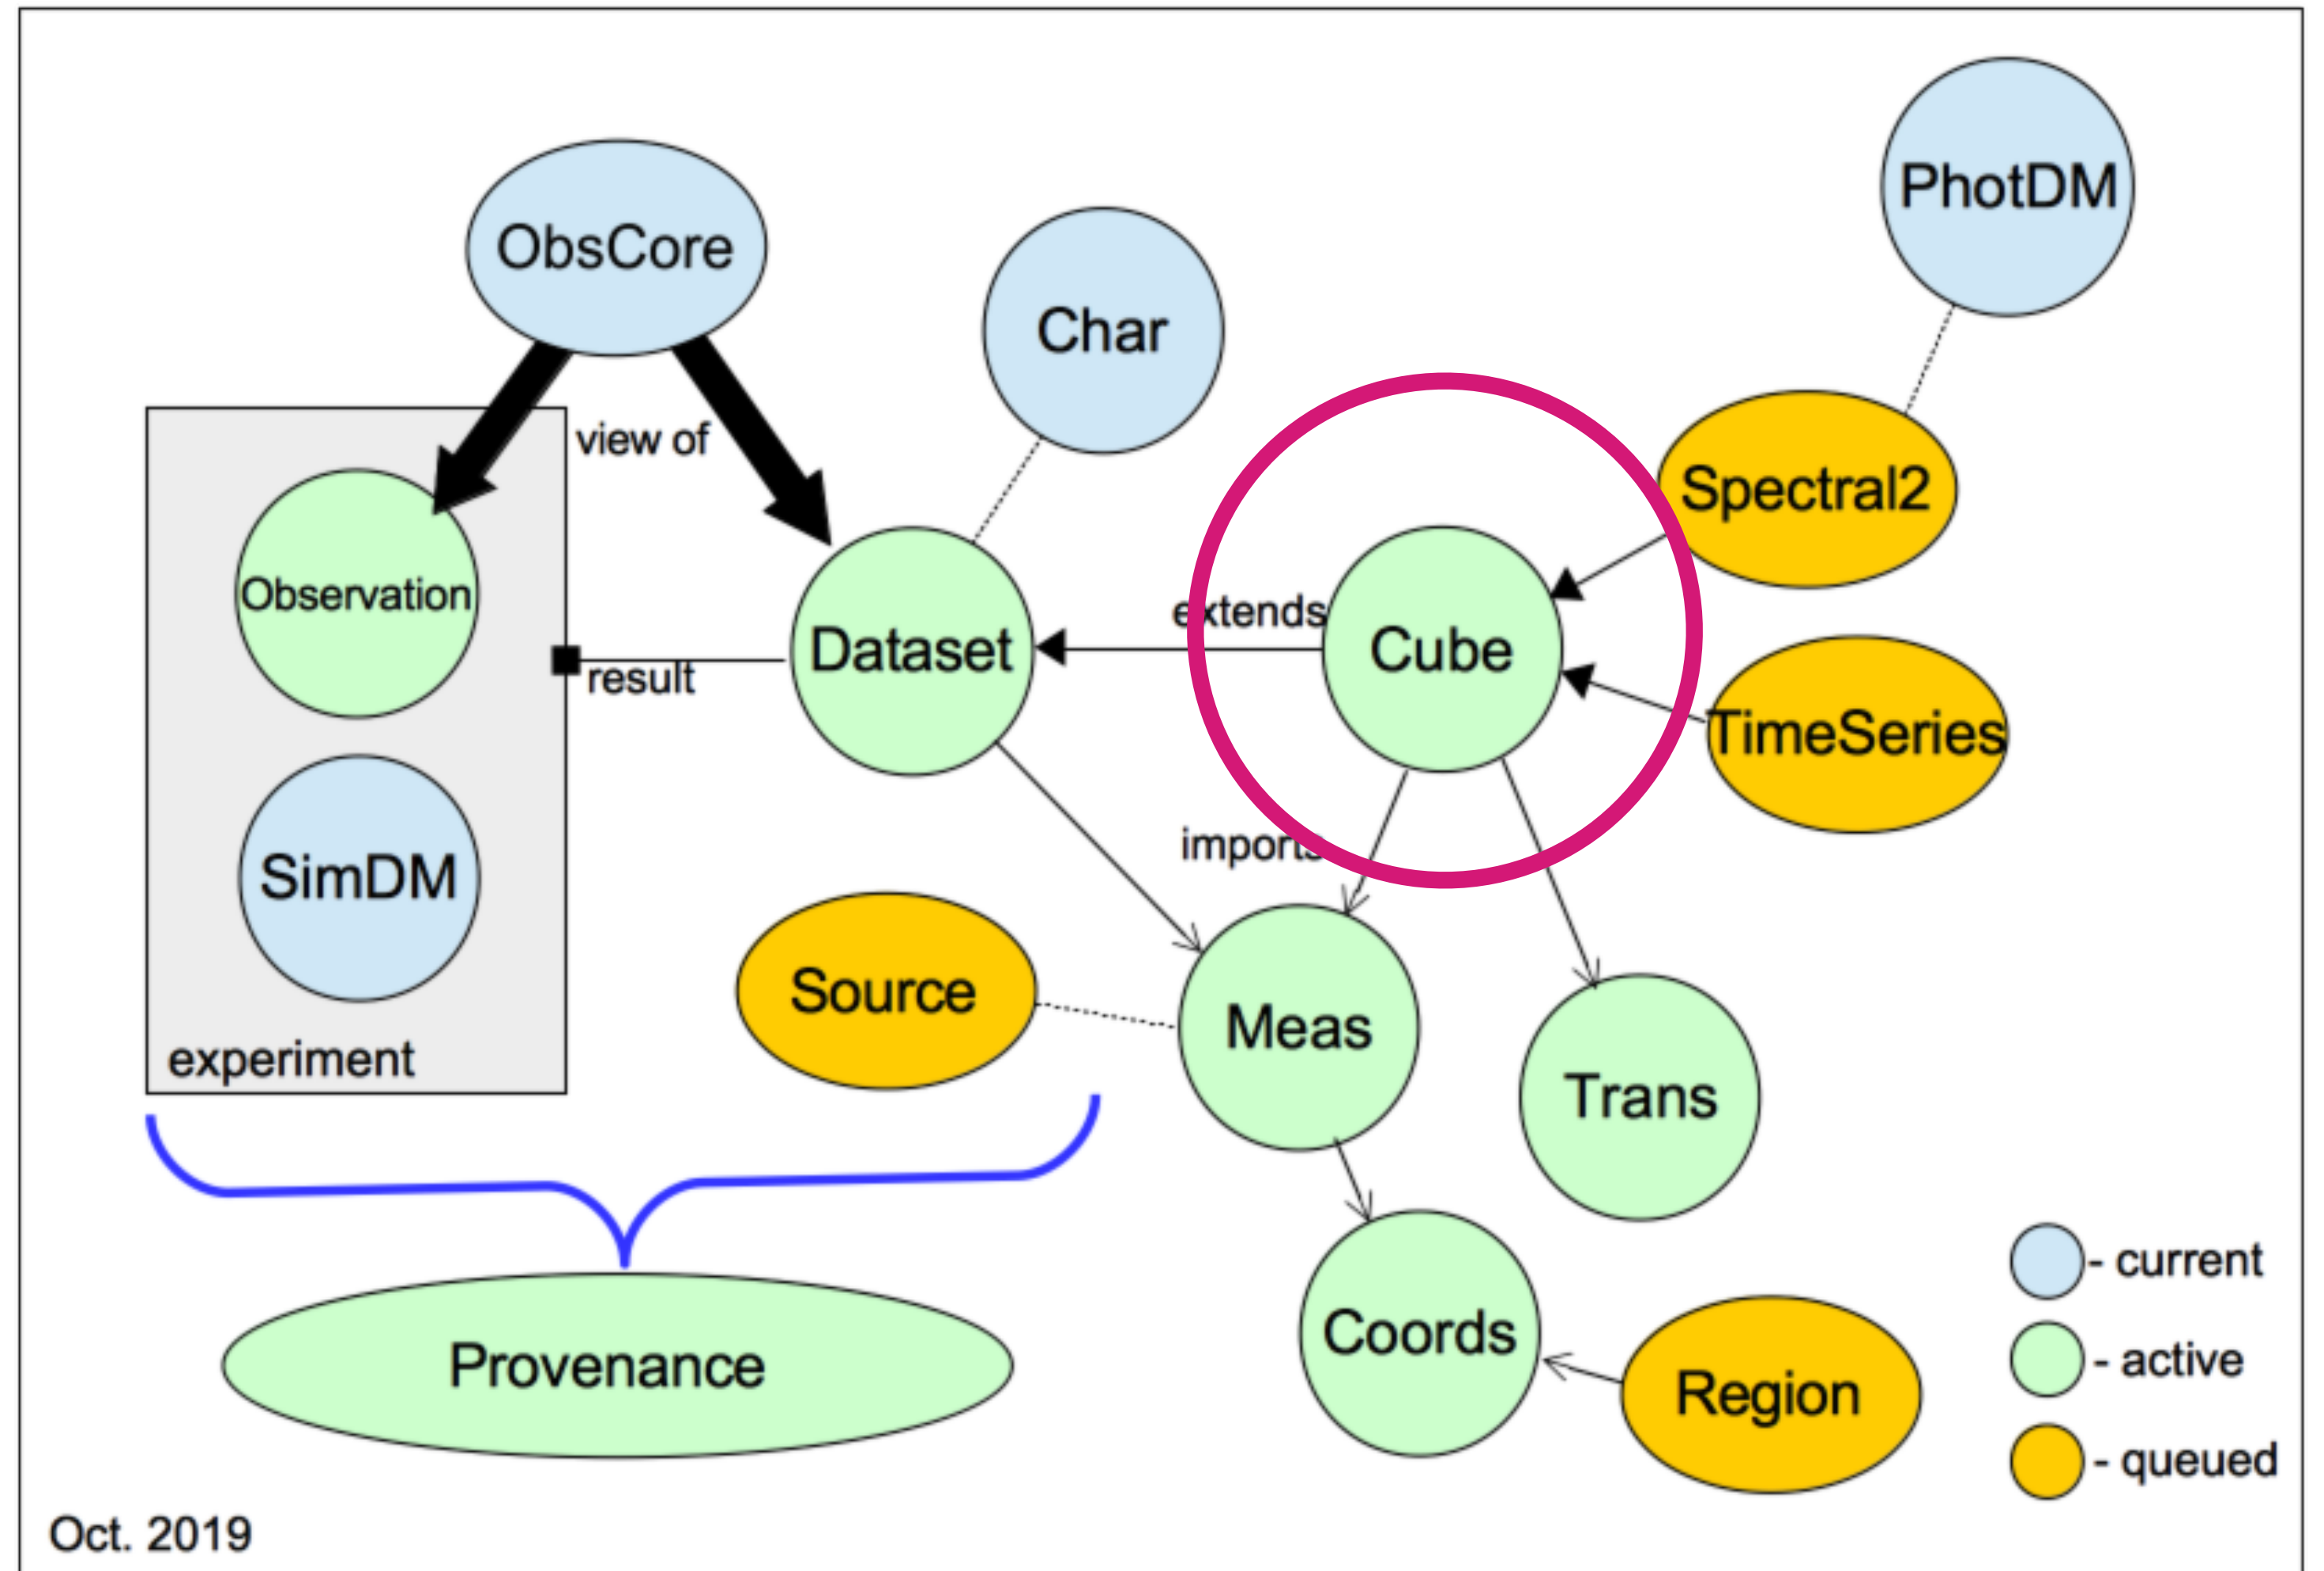 PhotDM
ObsCore
Char
view of
Spectral2
Observation
extends
Dataset
Cube
result
TimeSeries
imports
SimDM
Source
Meas
experiment
Trans
- current
Coords
- active
Provenance
Region
- queued
Oct. 2019